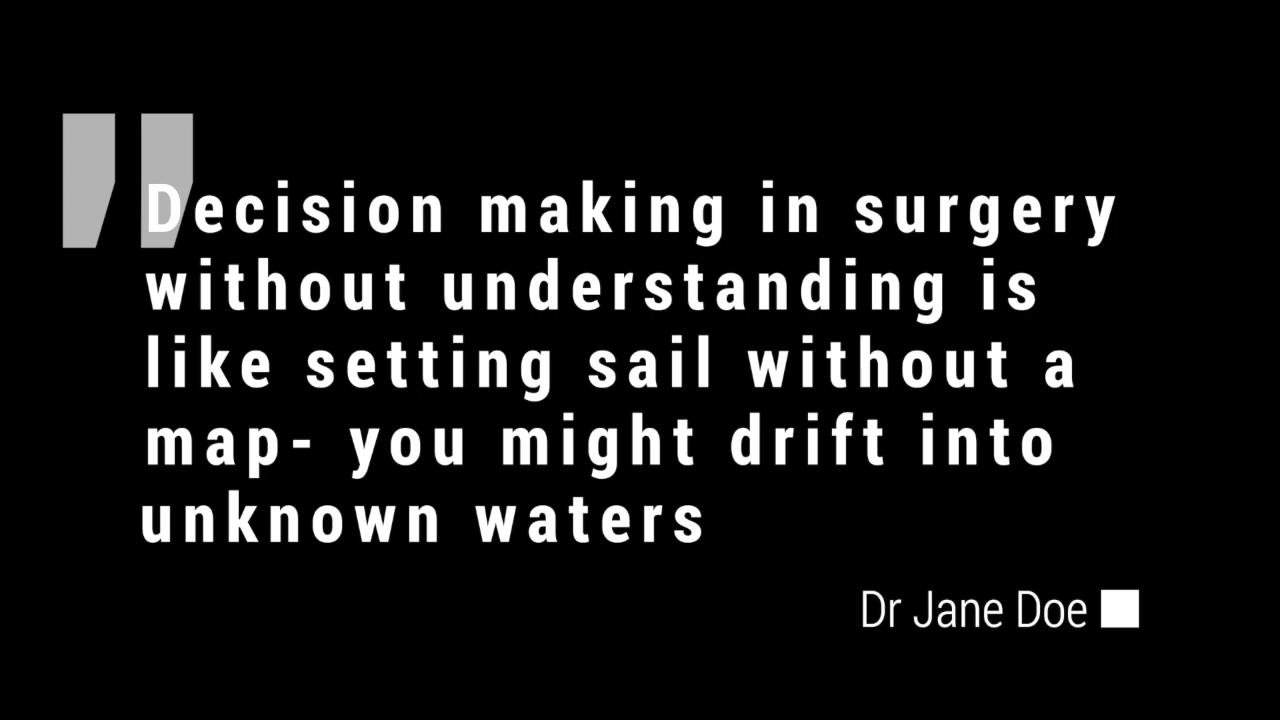 "Decision making in surgery
without understanding is
like setting sail without a
map- you might drift into
unknown waters
Dr Jane Doe